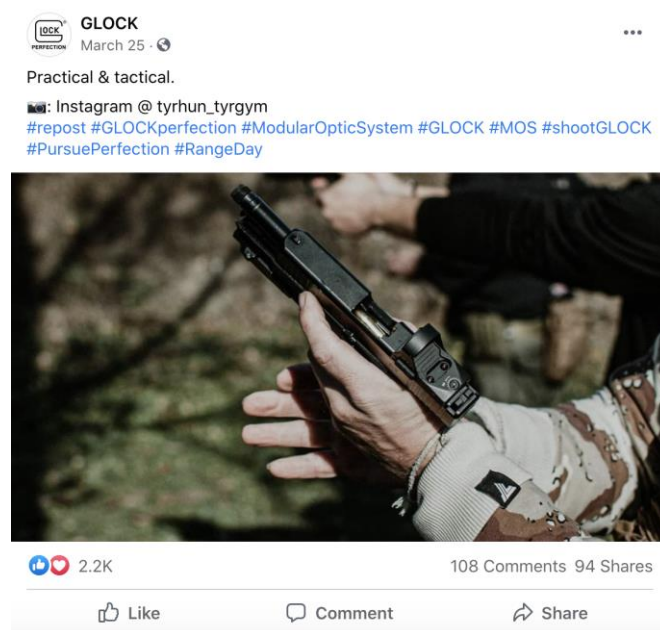 GLOCK
PERFECTION
GLOCK
March 25 ·
Practical & tactical.
: Instagram @ tyrhun_tyrgym
#repost #GLOCKperfection #ModularOpticSystem #GLOCK #MOS #shootGLOCK
#PursuePerfection #RangeDay
2.2K
108 Comments 94 Shares
Like
Comment
Share